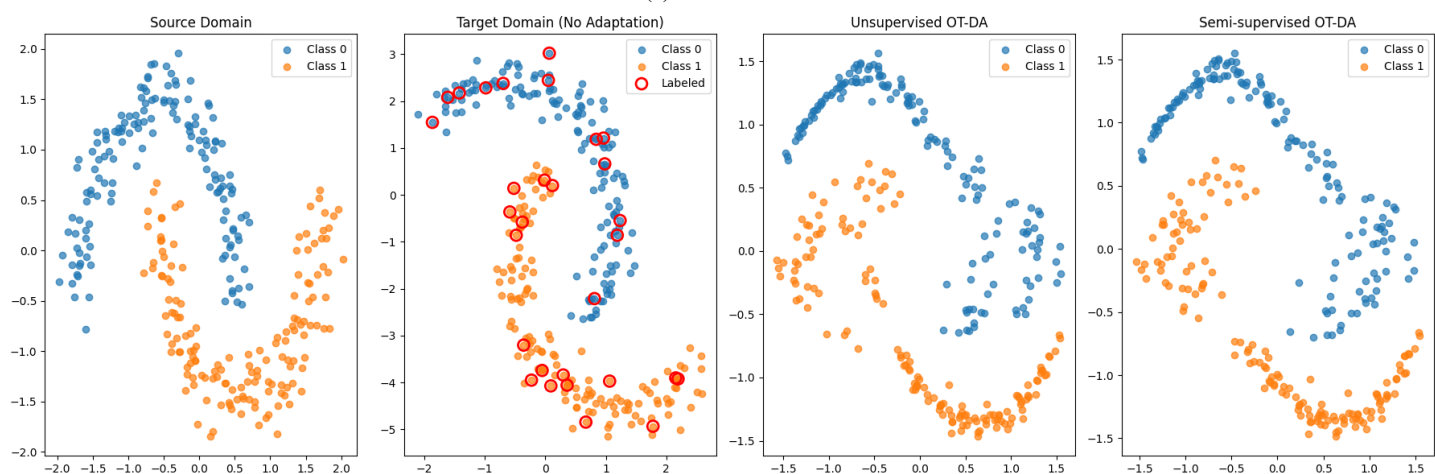 Source Domain
Class 0
Class 1
2.0
1.5
1.0
0.5
0.0
−0.5
−1.0
−1.5
−2.0
−2.0 −1.5 −1.0 −0.5 0.0 0.5 1.0 1.5 2.0
Target Domain (No Adaptation)
Class 0
Class 1
Labeled
3
2
1
0
−1
−2
−3
−4
−5
−2 −1 0 1 2
Unsupervised OT-DA
Class 0
Class 1
1.5
1.0
0.5
0.0
−0.5
−1.0
−1.5
−1.5 −1.0 −0.5 0.0 0.5 1.0 1.5
Semi-supervised OT-DA
Class 0
Class 1
1.5
1.0
0.5
0.0
−0.5
−1.0
−1.5
−1.5 −1.0 −0.5 0.0 0.5 1.0 1.5